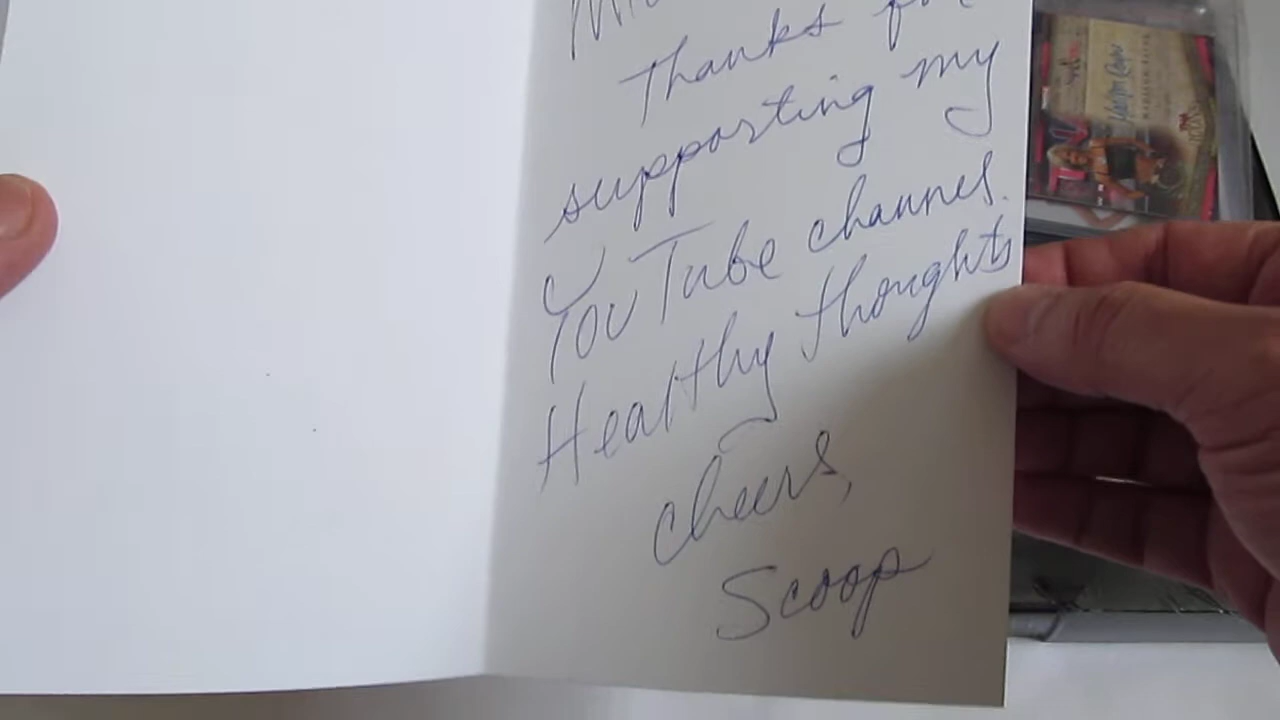 Thanks for
supporting my
YouTube channel.
Healthy thoughts
cheers,
Scoop